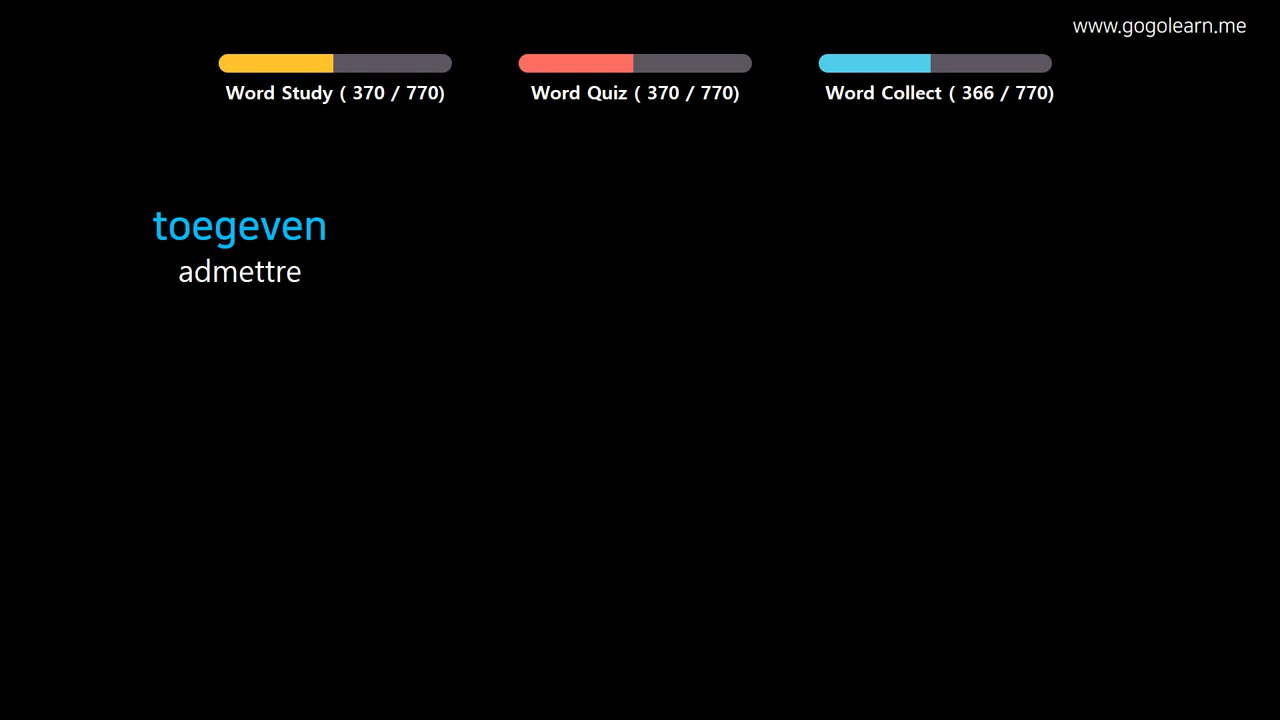 www.gogolearn.me
Word Study ( 370 / 770)
Word Quiz ( 370 / 770)
Word Collect ( 366 / 770)
toegeven
admettre